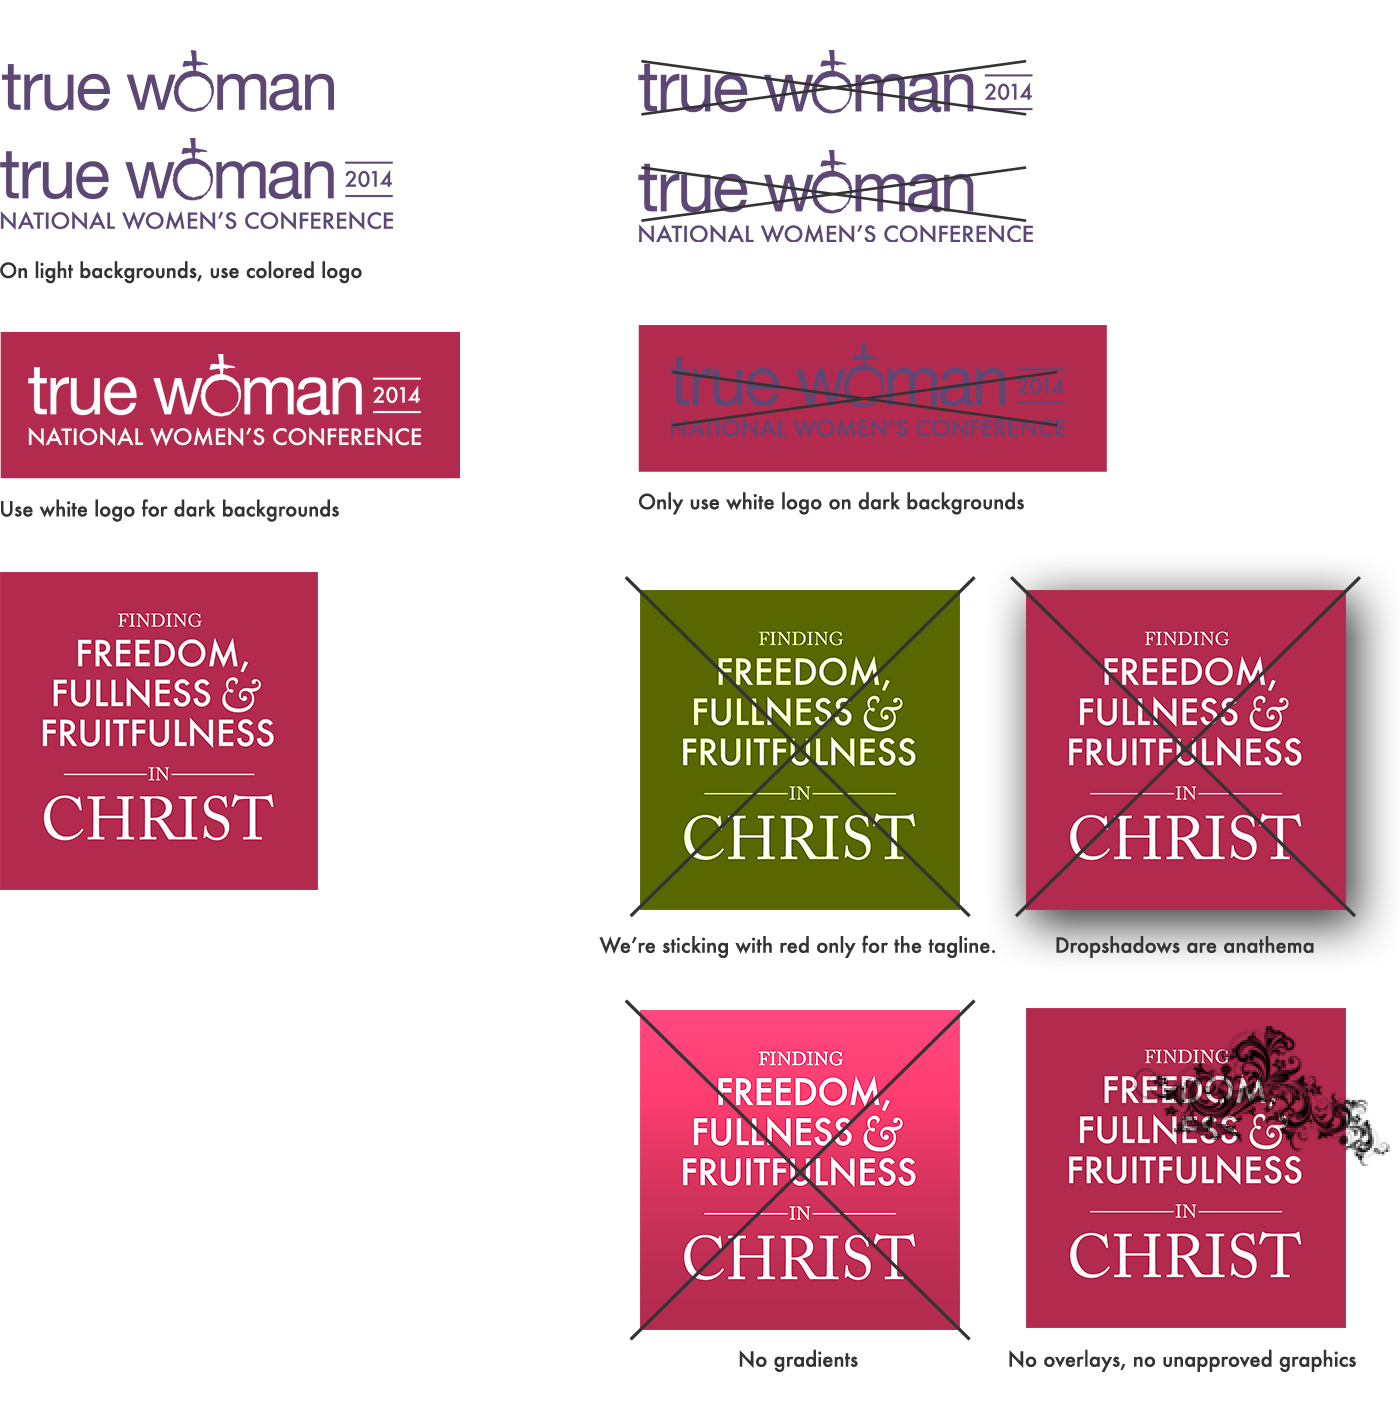 true woman
true woman 2014
NATIONAL WOMEN'S CONFERENCE
On light backgrounds, use colored logo
true woman 2014
NATIONAL WOMEN'S CONFERENCE
Use white logo for dark backgrounds
FINDING
FREEDOM,
FULLNESS &
FRUITFULNESS
IN
CHRIST
true woman 2014
true woman
NATIONAL WOMEN'S CONFERENCE
true woman 2014
NATIONAL WOMEN'S CONFERENCE
Only use white logo on dark backgrounds
FINDING
FREEDOM,
FULLNESS &
FRUITFULNESS
IN
CHRIST
We're sticking with red only for the tagline.
FINDING
FREEDOM,
FULLNESS &
FRUITFULNESS
IN
CHRIST
Dropshadows are anathema
FINDING
FREEDOM,
FULLNESS &
FRUITFULNESS
IN
CHRIST
No gradients
FINDING
FREEDOM,
FULLNESS &
FRUITFULNESS
IN
CHRIST
No overlays, no unapproved graphics